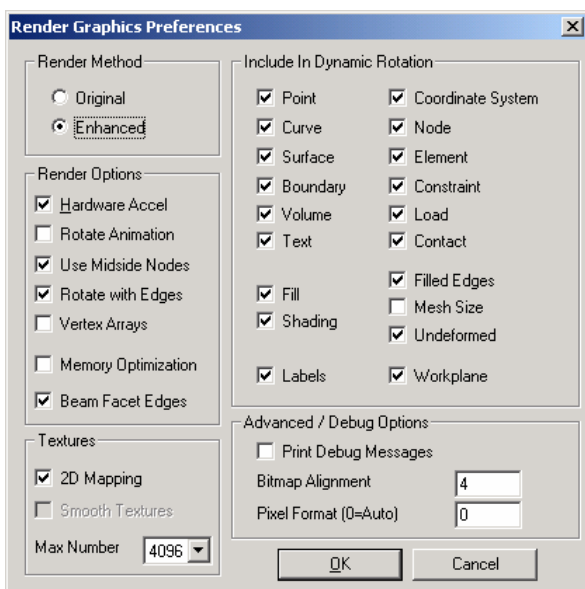 Render Graphics Preferences
Render Method
Original
Enhanced
Render Options
Hardware Accel
Rotate Animation
Use Midside Nodes
Rotate with Edges
Vertex Arrays
Memory Optimization
Beam Facet Edges
Textures
2D Mapping
Smooth Textures
Max Number 4096
Include In Dynamic Rotation
Point Coordinate System
Curve Node
Surface Element
Boundary Constraint
Volume Load
Text Contact
Filled Edges
Fill Mesh Size
Shading Undeformed
Labels Workplane
Advanced / Debug Options
Print Debug Messages
Bitmap Alignment 4
Pixel Format (0=Auto) 0
OK Cancel